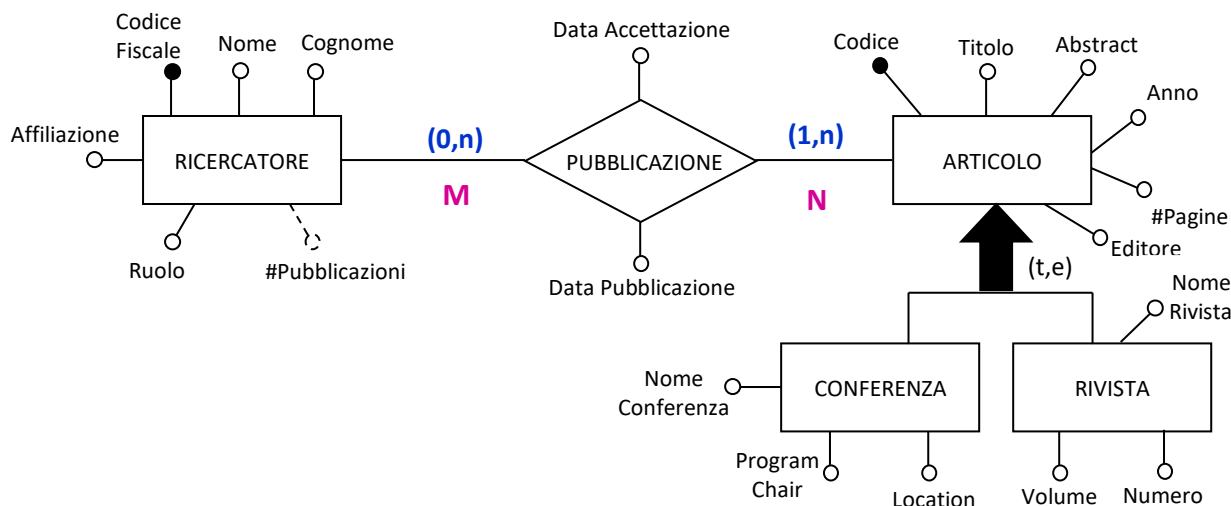 Codice
Fiscale
Nome
Cognome
Affiliazione
RICERCATORE
Ruolo
#Pubblicazioni
(0,n)
M
Data Accettazione
PUBBLICAZIONE
Data Pubblicazione
(1,n)
N
Codice
Titolo
Abstract
Anno
ARTICOLO
#Pagine
Editore
(t,e)
Nome
Rivista
Nome
Conferenza
CONFERENZA
RIVISTA
Program
Chair
Location
Volume
Numero